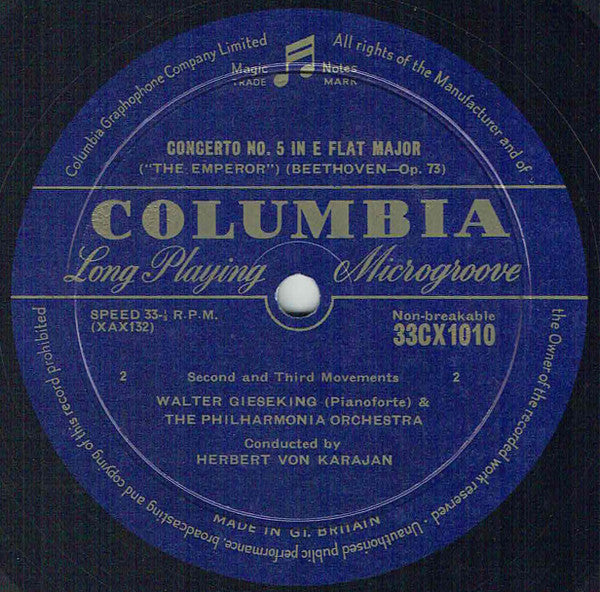 Columbia Graphophone Company Limited
All rights of the Manufacturer and of
the Owner of the recorded work reserved · Unauthorised public performance, broadcasting and copying of this record prohibited
Magic Notes
TRADE MARK
CONCERTO NO. 5 IN E FLAT MAJOR
("THE EMPEROR") (BEETHOVEN—Op. 73)
COLUMBIA
Long Playing Microgroove
SPEED 33⅓ R.P.M.
(XAX132)
Non-breakable
33CX1010
2 Second and Third Movements 2
WALTER GIESEKING (Pianoforte) &
THE PHILHARMONIA ORCHESTRA
Conducted by
HERBERT VON KARAJAN
MADE IN GT. BRITAIN